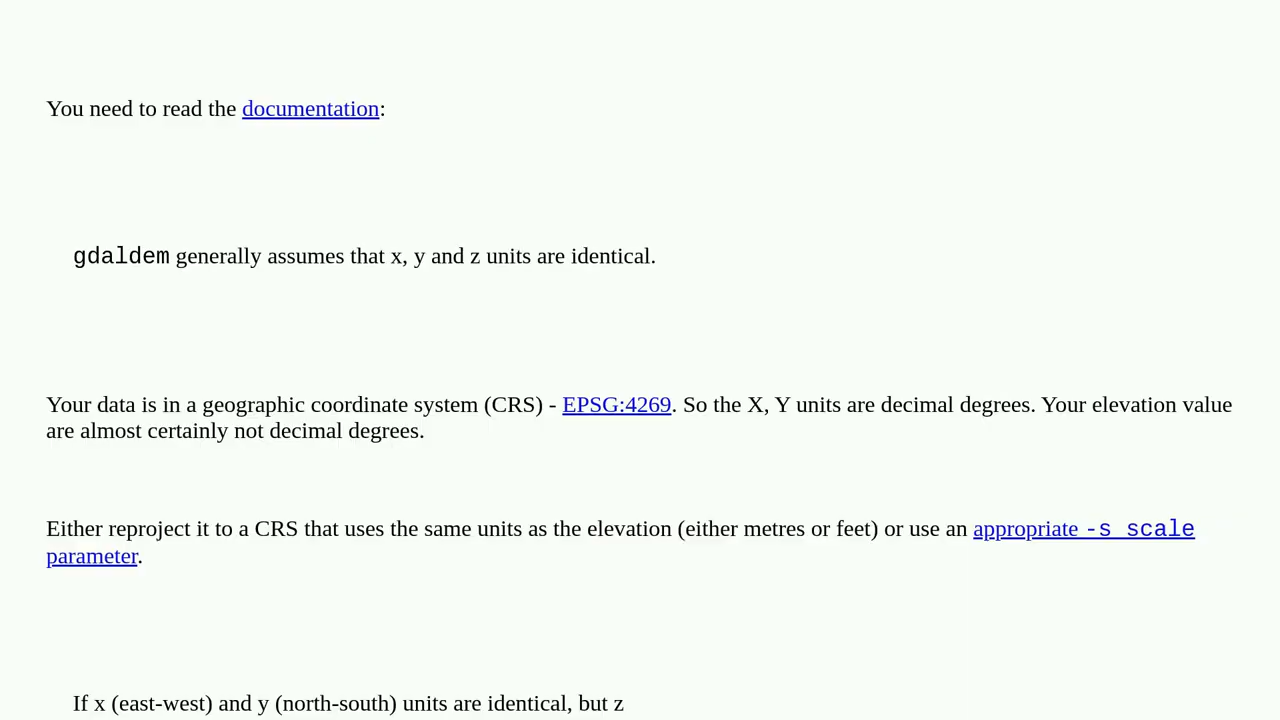 You need to read the documentation:
gdaldem generally assumes that x, y and z units are identical.
Your data is in a geographic coordinate system (CRS) - EPSG:4269. So the X, Y units are decimal degrees. Your elevation value
are almost certainly not decimal degrees.
Either reproject it to a CRS that uses the same units as the elevation (either metres or feet) or use an appropriate -s scale
parameter.
If x (east-west) and y (north-south) units are identical, but z